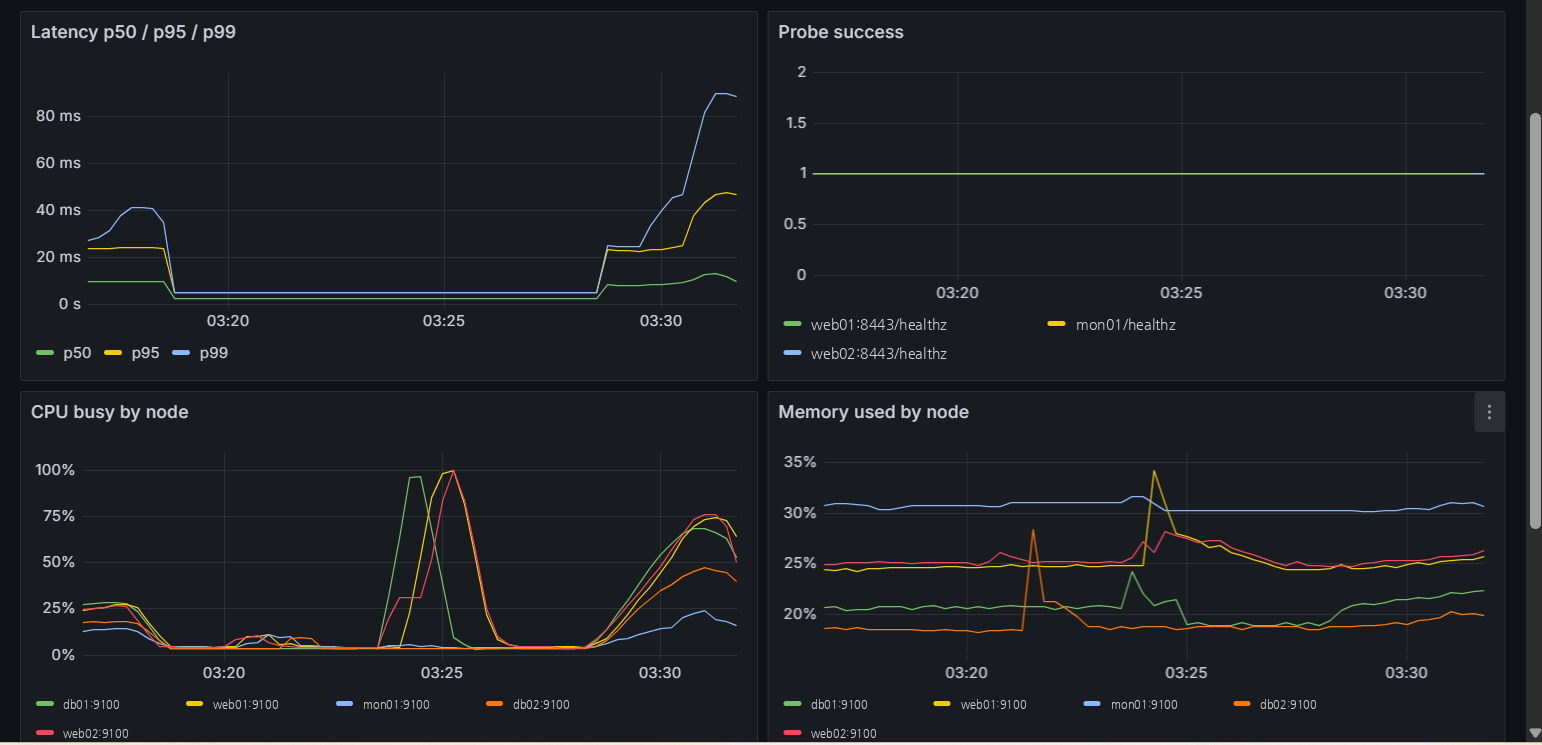 Latency p50 / p95 / p99
80 ms
60 ms
40 ms
20 ms
0 s
03:20 03:25 03:30
p50 p95 p99
Probe success
2
1.5
1
0.5
0
03:20 03:25 03:30
web01:8443/healthz mon01/healthz
web02:8443/healthz
CPU busy by node
100%
75%
50%
25%
0%
03:20 03:25 03:30
db01:9100 web01:9100 mon01:9100 db02:9100
web02:9100
Memory used by node
35%
30%
25%
20%
03:20 03:25 03:30
db01:9100 web01:9100 mon01:9100 db02:9100
web02:9100